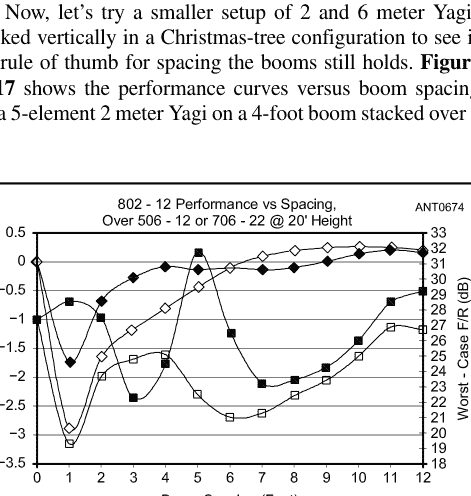 Now, let's try a smaller setup of 2 and 6 meter Yagi
ked vertically in a Christmas-tree configuration to see i
rule of thumb for spacing the booms still holds. Figur
17 shows the performance curves versus boom spacing
a 5-element 2 meter Yagi on a 4-foot boom stacked over
802 - 12 Performance vs Spacing,
Over 506 - 12 or 706 - 22 @ 20' Height
ANT0674
0.5
0
−0.5
−1
−1.5
−2
−2.5
−3
−3.5
33
32
31
30
29
28
27
26
25
24
23
22
21
20
19
18
Worst - Case F/R (dB)
0 1 2 3 4 5 6 7 8 9 10 11 12